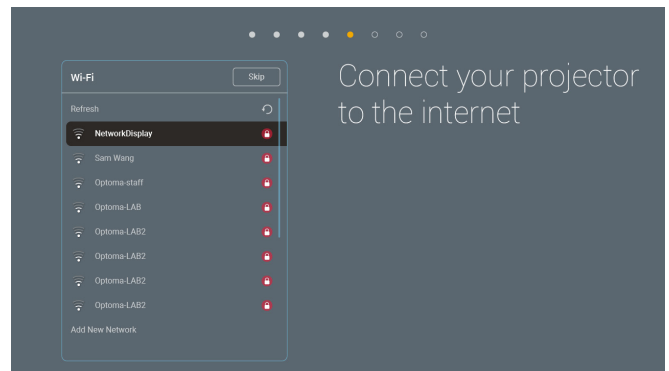 Wi-Fi
Skip
Connect your projector
to the internet
Refresh
NetworkDisplay
Sam Wang
Optoma-staff
Optoma-LAB
Optoma-LAB2
Optoma-LAB2
Optoma-LAB2
Optoma-LAB2
Add New Network